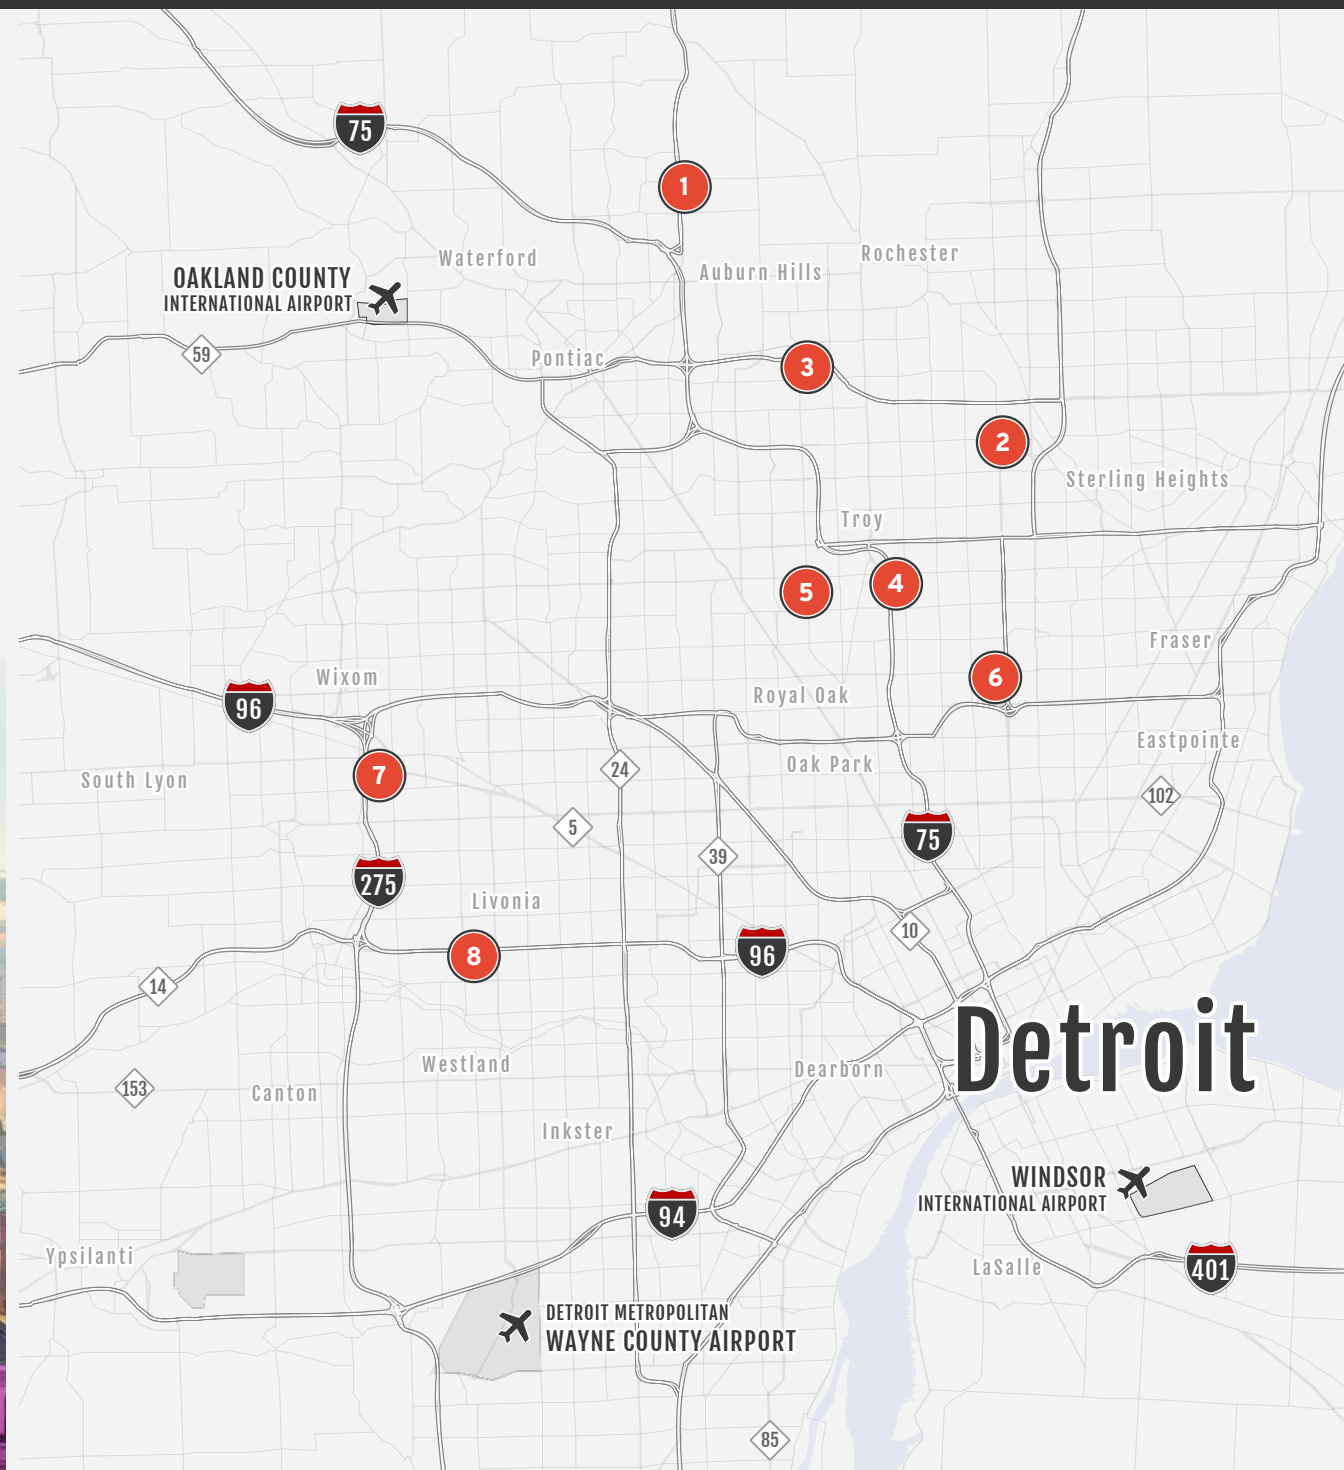 75
1
Waterford
Rochester
Auburn Hills
OAKLAND COUNTY
INTERNATIONAL AIRPORT
59
Pontiac
3
2
Sterling Heights
Troy
5
4
Fraser
Wixom
6
96
Royal Oak
Eastpointe
7
South Lyon
24
Oak Park
102
5
75
39
275
Livonia
10
96
8
14
Detroit
Westland
Dearborn
153
Canton
Inkster
WINDSOR
INTERNATIONAL AIRPORT
94
Ypsilanti
LaSalle
401
DETROIT METROPOLITAN
WAYNE COUNTY AIRPORT
85